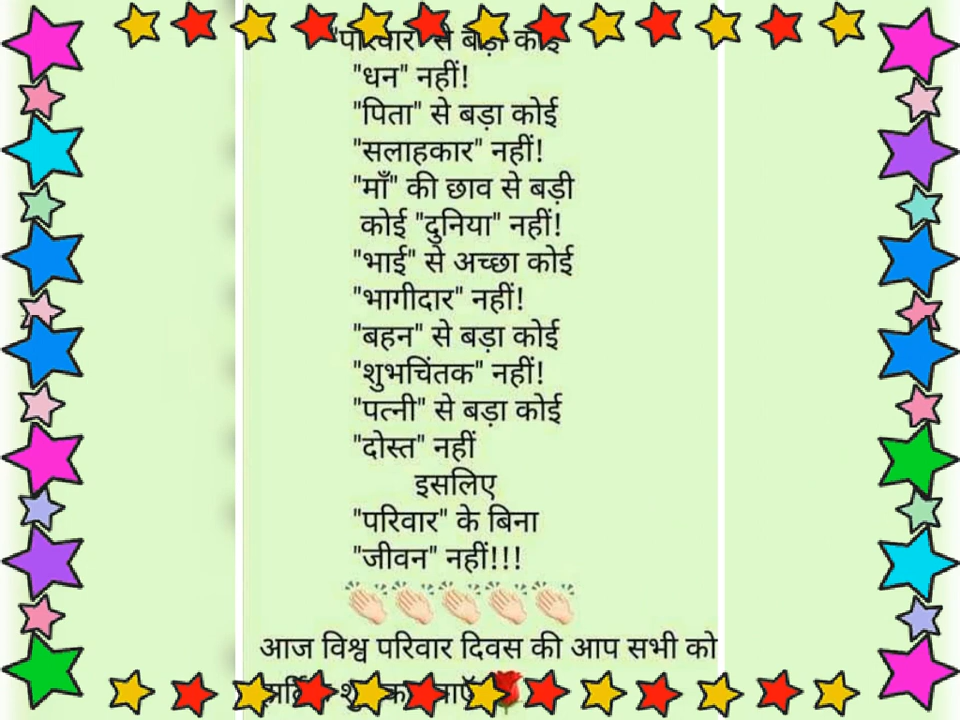 "परिवार" से बड़ा कोई
"धन" नहीं!
"पिता" से बड़ा कोई
"सलाहकार" नहीं!
"माँ" की छाव से बड़ी
कोई "दुनिया" नहीं!
"भाई" से अच्छा कोई
"भागीदार" नहीं!
"बहन" से बड़ा कोई
"शुभचिंतक" नहीं!
"पत्नी" से बड़ा कोई
"दोस्त" नहीं
इसलिए
"परिवार" के बिना
"जीवन" नहीं!!!
👏🏻👏🏻👏🏻👏🏻👏🏻
आज विश्व परिवार दिवस की आप सभी को